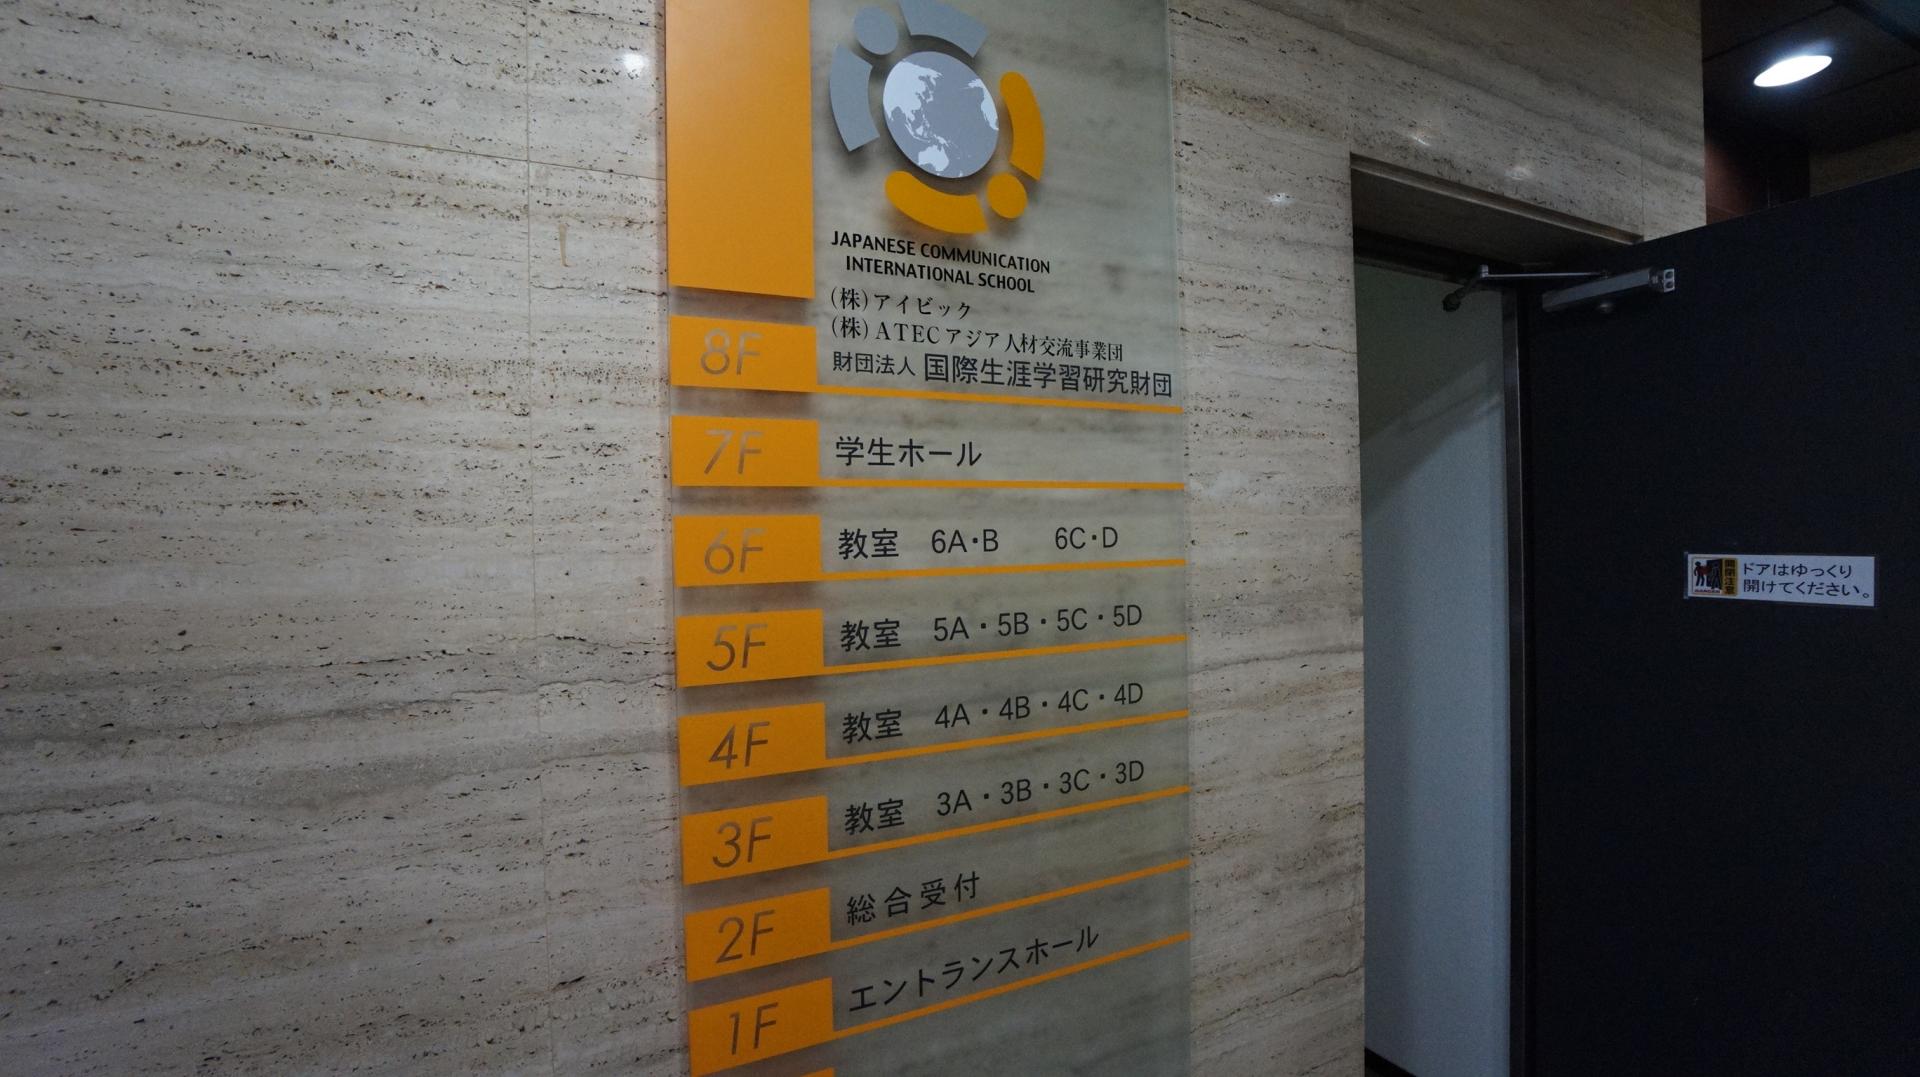 JAPANESE COMMUNICATION
INTERNATIONAL SCHOOL
(株)アイビック
(株)ATECアジア人材交流事業団
8F 財団法人 国際生涯学習研究財団
7F 学生ホール
6F 教室 6A・B 6C・D
5F 教室 5A・5B・5C・5D
4F 教室 4A・4B・4C・4D
3F 教室 3A・3B・3C・3D
2F 総合受付
1F エントランスホール
開閉注意
ドアはゆっくり
開けてください。